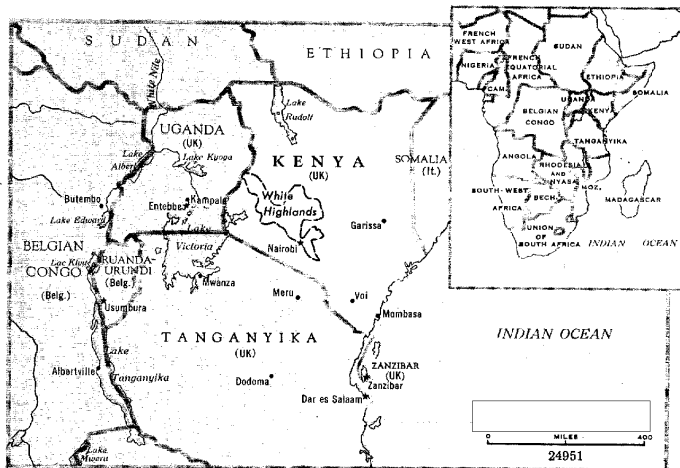 SUDAN
ETHIOPIA
White Nile
Lake
Rudolf
UGANDA
(UK)
Lake
Albert
Lake Kyoga
KENYA
(UK)
SOMALIA
(It.)
White
Highlands
Butembo
Entebbe
Kampala
Garissa
Lake Edward
Lake
Victoria
Nairobi
BELGIAN
CONGO
(Belg.)
Lac Kivu
RUANDA-
URUNDI
(Belg.)
Mwanza
Meru
Voi
Usumbura
Mombasa
TANGANYIKA
(UK)
INDIAN OCEAN
Lake
Tanganyika
Albertville
Dodoma
ZANZIBAR
(UK)
Zanzibar
Dar es Salaam
Lake
Mweru
FRENCH
WEST AFRICA
NIGERIA
CAM.
FRENCH
EQUATORIAL
AFRICA
SUDAN
ETHIOPIA
SOMALIA
UGANDA
KENYA
BELGIAN
CONGO
TANGANYIKA
ANGOLA
RHODESIA
AND
NYASA.
MOZ.
SOUTH-WEST
AFRICA
BECH.
MADAGASCAR
UNION
OF
SOUTH AFRICA
INDIAN OCEAN
0 MILES 400
24951